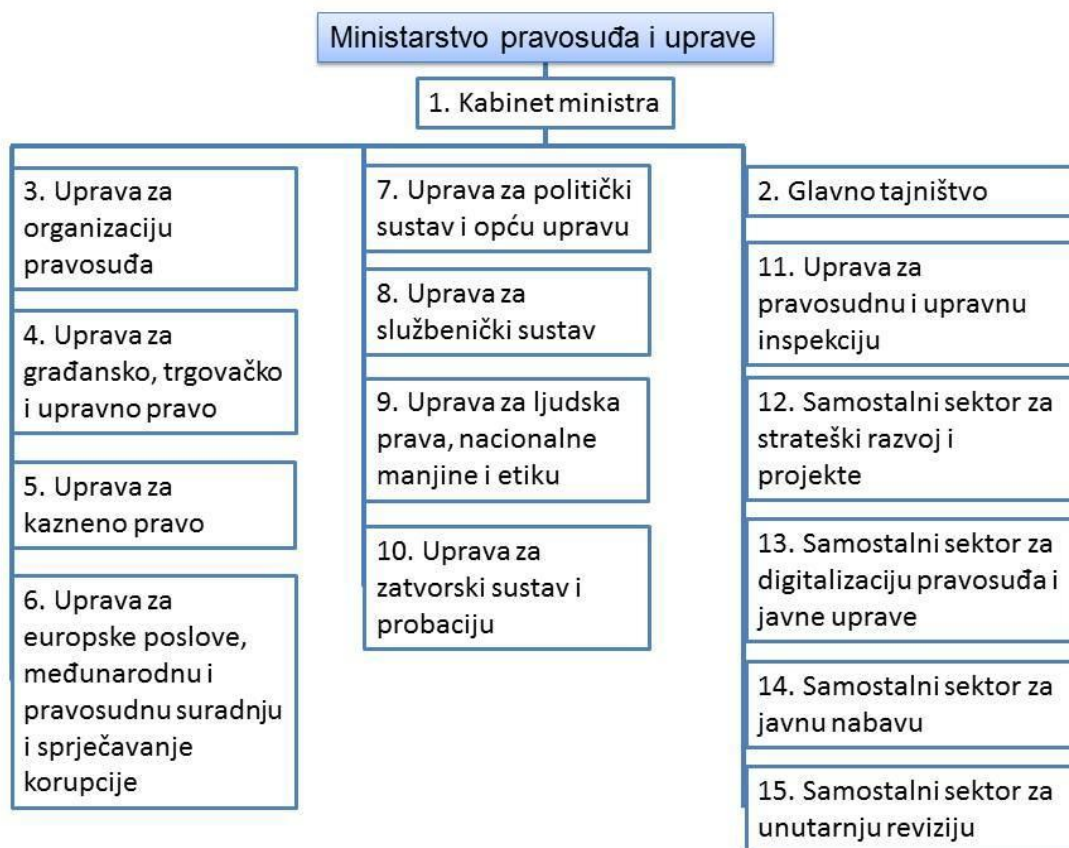 Ministarstvo pravosuđa i uprave
1. Kabinet ministra
3. Uprava za
organizaciju
pravosuđa
4. Uprava za
građansko, trgovačko
i upravno pravo
5. Uprava za
kazneno pravo
6. Uprava za
europske poslove,
međunarodnu i
pravosudnu suradnju
i sprječavanje
korupcije
7. Uprava za politički
sustav i opću upravu
8. Uprava za
službenički sustav
9. Uprava za ljudska
prava, nacionalne
manjine i etiku
10. Uprava za
zatvorski sustav i
probaciju
2. Glavno tajništvo
11. Uprava za
pravosudnu i upravnu
inspekciju
12. Samostalni sektor za
strateški razvoj i
projekte
13. Samostalni sektor za
digitalizaciju pravosuđa i
javne uprave
14. Samostalni sektor za
javnu nabavu
15. Samostalni sektor za
unutarnju reviziju